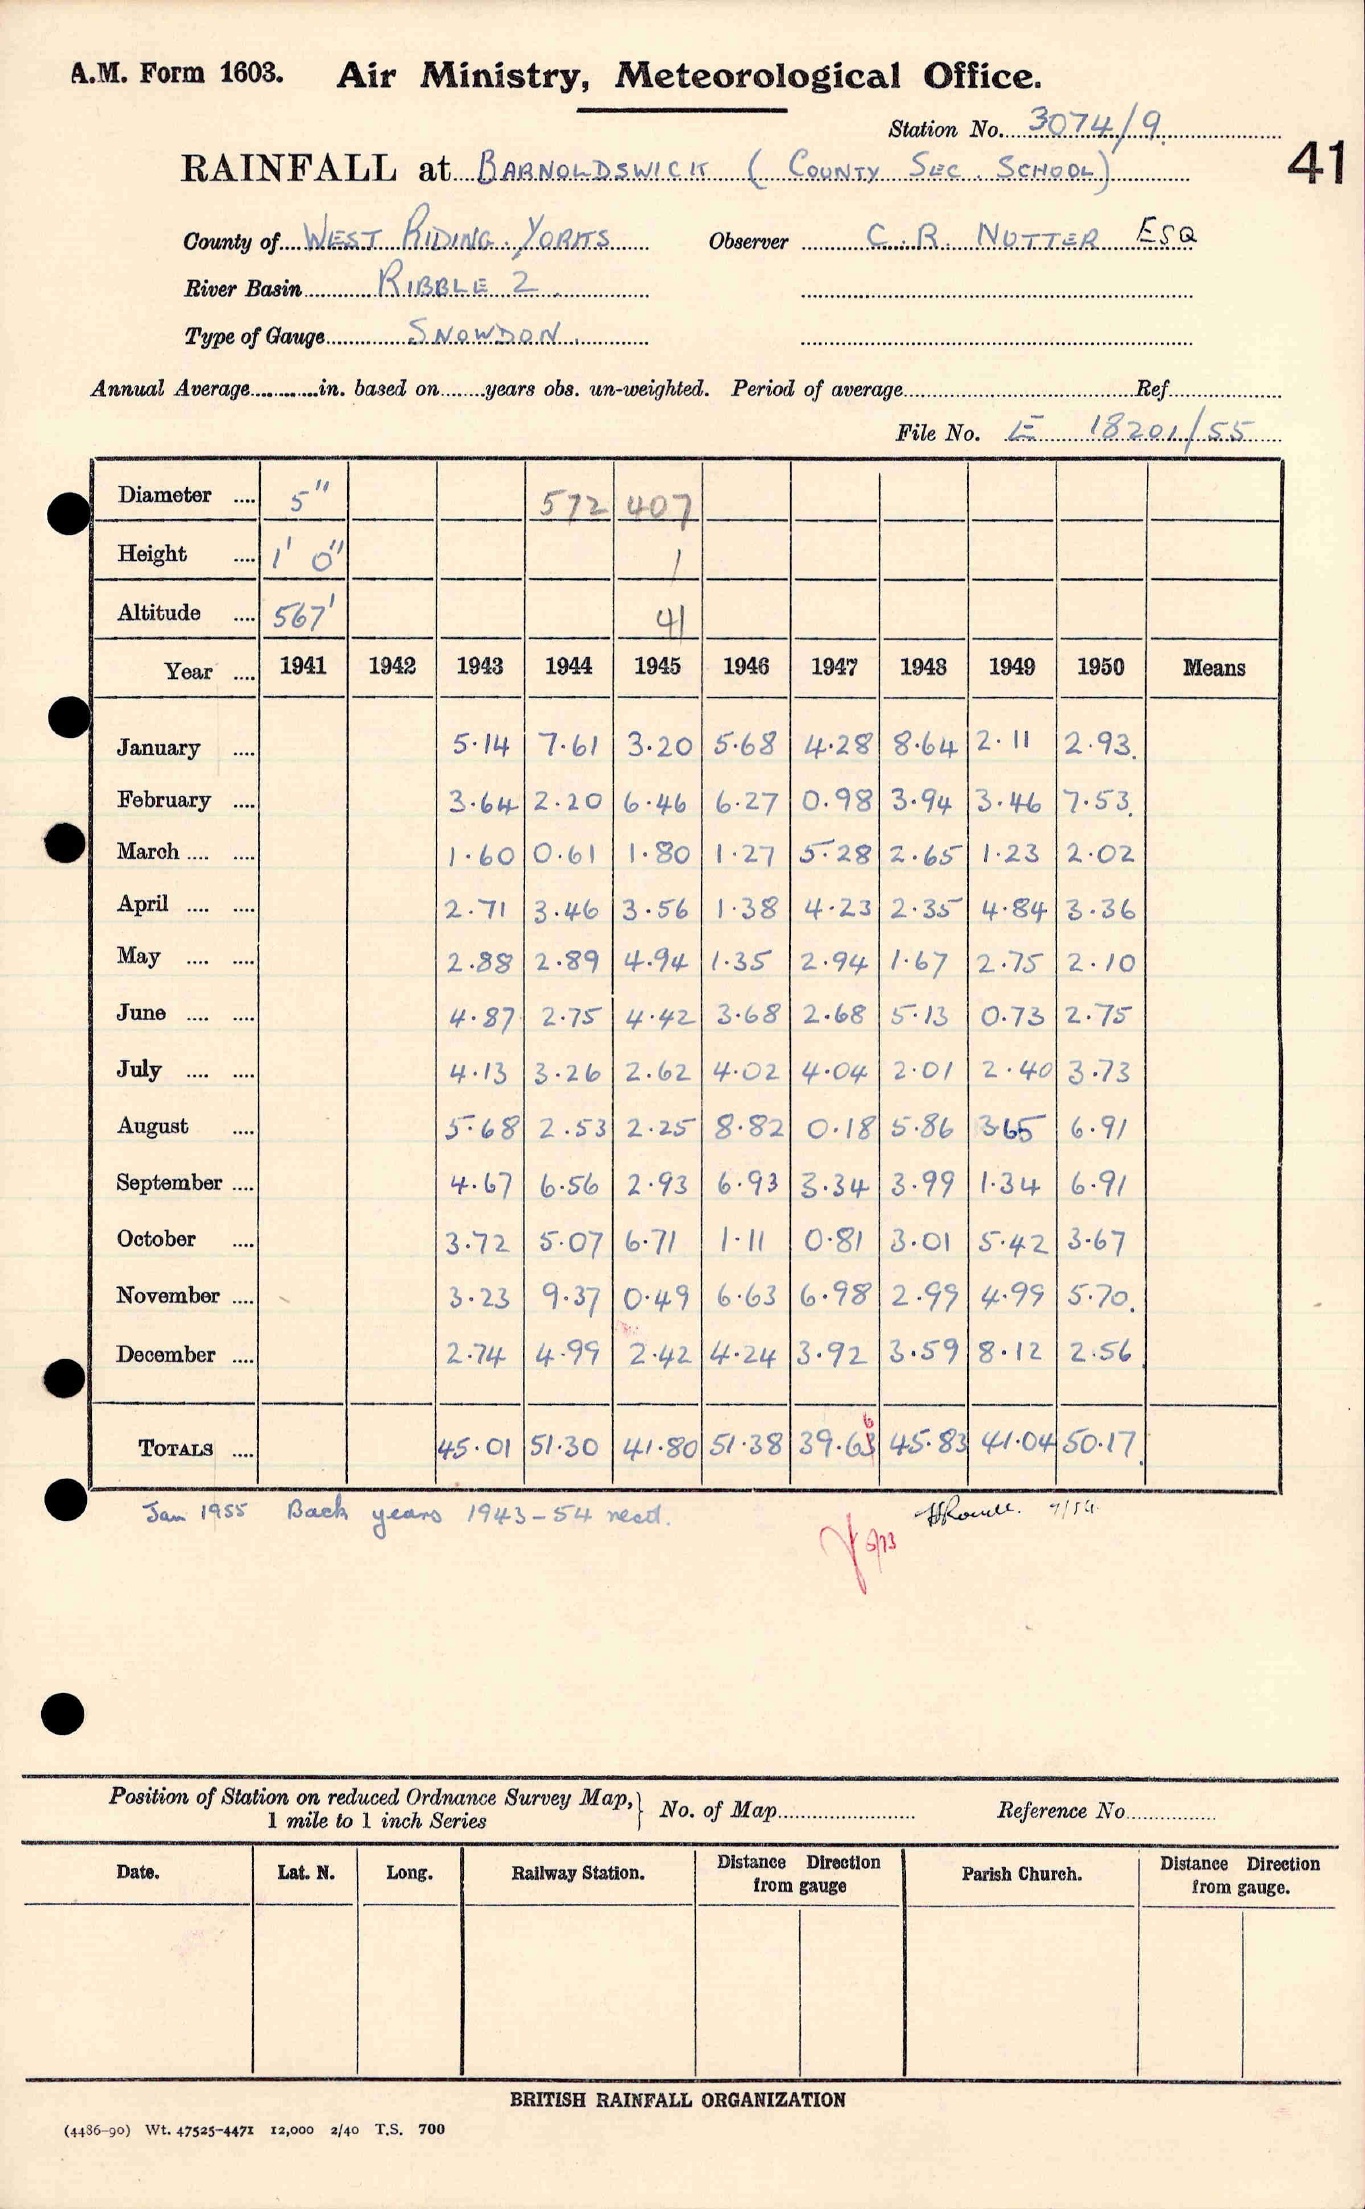 A.M. Form 1603. Air Ministry, Meteorological Office.
Station No. 3074/9.
41
RAINFALL at BARNOLDSWICK (COUNTY SEC. SCHOOL)
County of WEST RIDING. YORKS Observer C. R. NUTTER ESQ
River Basin RIBBLE 2.
Type of Gauge SNOWDON.
Annual Average............in. based on........years obs. un-weighted. Period of average........Ref........
File No. E 18201/55
Diameter .... 5" 572 407
Height .... 1' 0" 1
Altitude .... 567' 41
Year .... 1941 1942 1943 1944 1945 1946 1947 1948 1949 1950 Means
January .... 5.14 7.61 3.20 5.68 4.28 8.64 2.11 2.93.
February .... 3.64 2.20 6.46 6.27 0.98 3.94 3.46 7.53.
March .... .... 1.60 0.61 1.80 1.27 5.28 2.65 1.23 2.02
April .... .... 2.71 3.46 3.56 1.38 4.23 2.35 4.84 3.36
May .... .... 2.88 2.89 4.94 1.35 2.94 1.67 2.75 2.10
June .... .... 4.87 2.75 4.42 3.68 2.68 5.13 0.73 2.75
July .... .... 4.13 3.26 2.62 4.02 4.04 2.01 2.40 3.73
August .... 5.68 2.53 2.25 8.82 0.18 5.86 3.65 6.91
September .... 4.67 6.56 2.93 6.93 3.34 3.99 1.34 6.91
October .... 3.72 5.07 6.71 1.11 0.81 3.01 5.42 3.67
November .... 3.23 9.37 0.49 6.63 6.98 2.99 4.99 5.70.
December .... 2.74 4.99 2.42 4.24 3.92 3.59 8.12 2.56
6
TOTALS .... 45.01 51.30 41.80 51.38 39.63 45.83 41.04 50.17.
Jan 1955 Back years 1943-54 recd.
Position of Station on reduced Ordnance Survey Map,} No. of Map........ Reference No........
1 mile to 1 inch Series
Date. Lat. N. Long. Railway Station. Distance Direction from gauge Parish Church. Distance Direction from gauge.
BRITISH RAINFALL ORGANIZATION
(4486-90) Wt. 47525-4471 12,000 2/40 T.S. 700